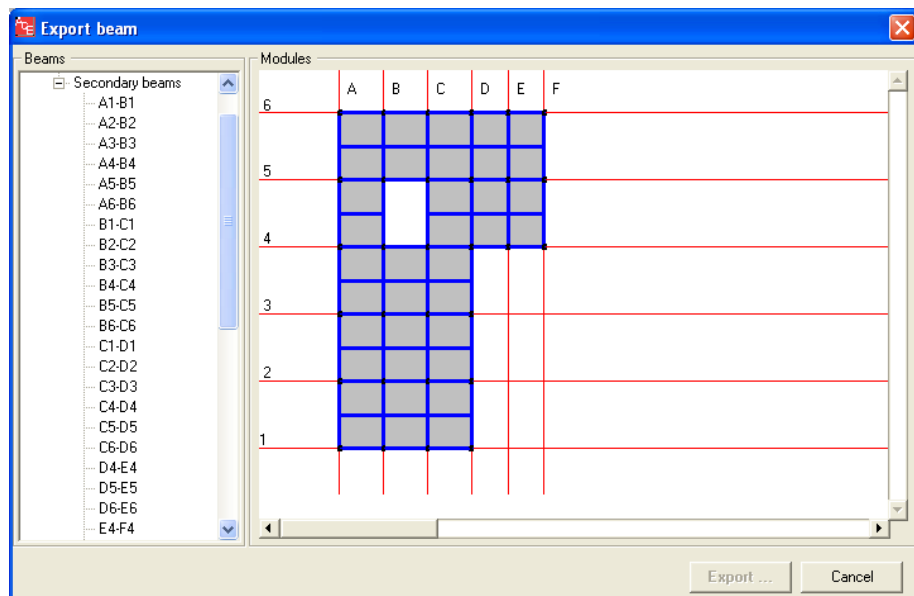 Export beam
Beams
Secondary beams
A1-B1
A2-B2
A3-B3
A4-B4
A5-B5
A6-B6
B1-C1
B2-C2
B3-C3
B4-C4
B5-C5
B6-C6
C1-D1
C2-D2
C3-D3
C4-D4
C5-D5
C6-D6
D4-E4
D5-E5
D6-E6
E4-F4
Modules
A B C D E F
6
5
4
3
2
1
Export ... Cancel